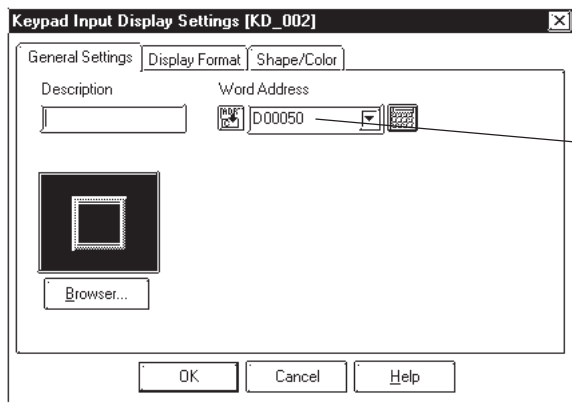 Keypad Input Display Settings [KD_002]
General Settings Display Format Shape/Color
Description Word Address
D00050
Browser...
OK Cancel Help